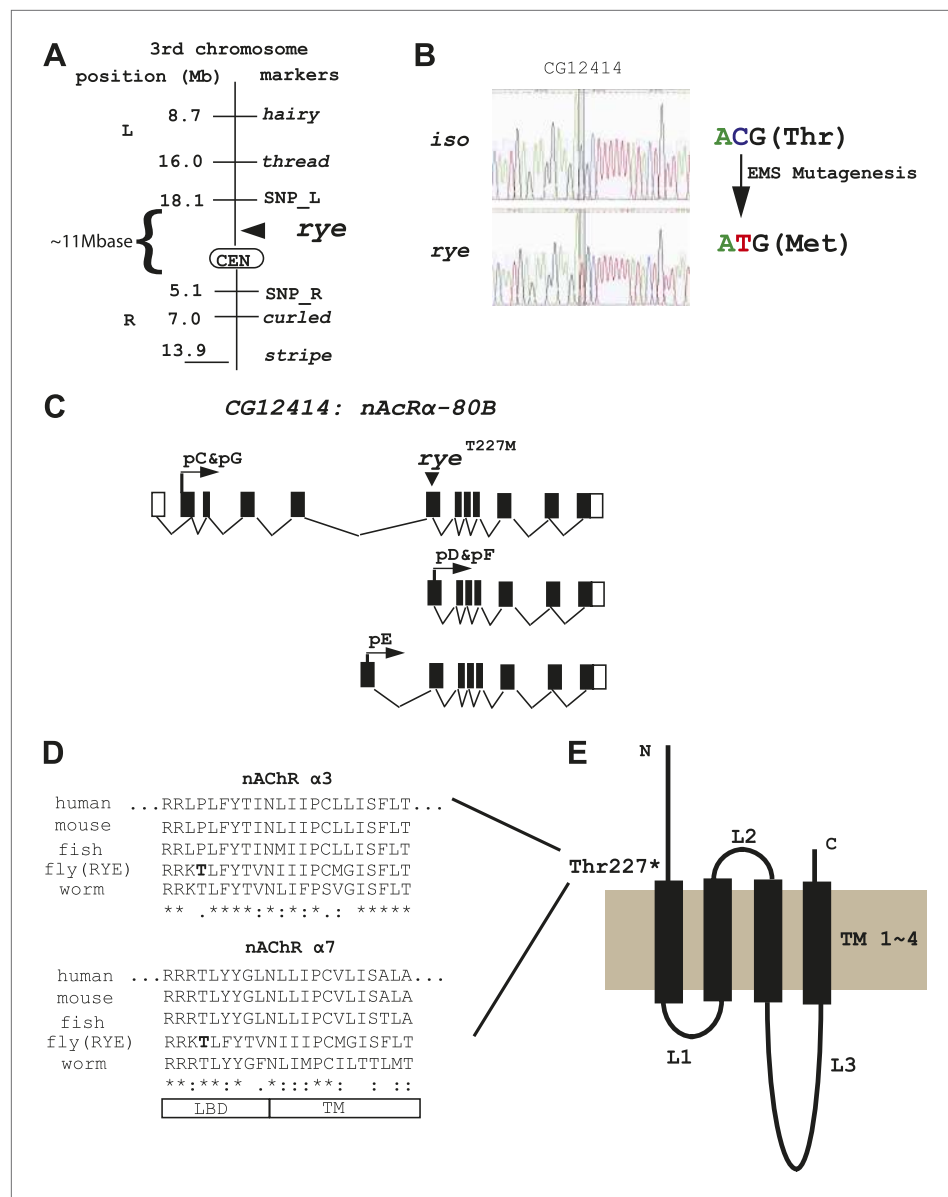 A
3rd chromosome
position (Mb) markers
8.7 hairy
L
16.0 thread
18.1 SNP_L
~11Mbase
rye
CEN
5.1 SNP_R
R 7.0 curled
13.9 stripe
B
CG12414
iso
ACG(Thr)
EMS Mutagenesis
rye
ATG(Met)
C
CG12414: nAcRα-80B
pC&pG
rye T227M
pD&pF
pE
D
nAChR α3
human ...RRLPLFYTINLIIPCLLISFLT...
mouse RRLPLFYTINLIIPCLLISFLT
fish RRLPLFYTINMIIPCLLISFLT
fly(RYE) RRKTLFYTVNIIIPCMGISFLT
worm RRKTLFYTVNLIFPSVGISFLT
** .****:*:*:*.: *****
nAChR α7
human ...RRRTLYYGLNLLIPCVLISALA...
mouse RRRTLYYGLNLLIPCVLISALA
fish RRRTLYYGLNLLIPCVLISTLA
fly(RYE) RRKTLFYTVNIIIPCMGISFLT
worm RRRTLYYGFNLIMPCILTTLMT
**:**:* .*:::**: : ::
LBD TM
E
N
L2
C
Thr227*
TM 1~4
L1
L3